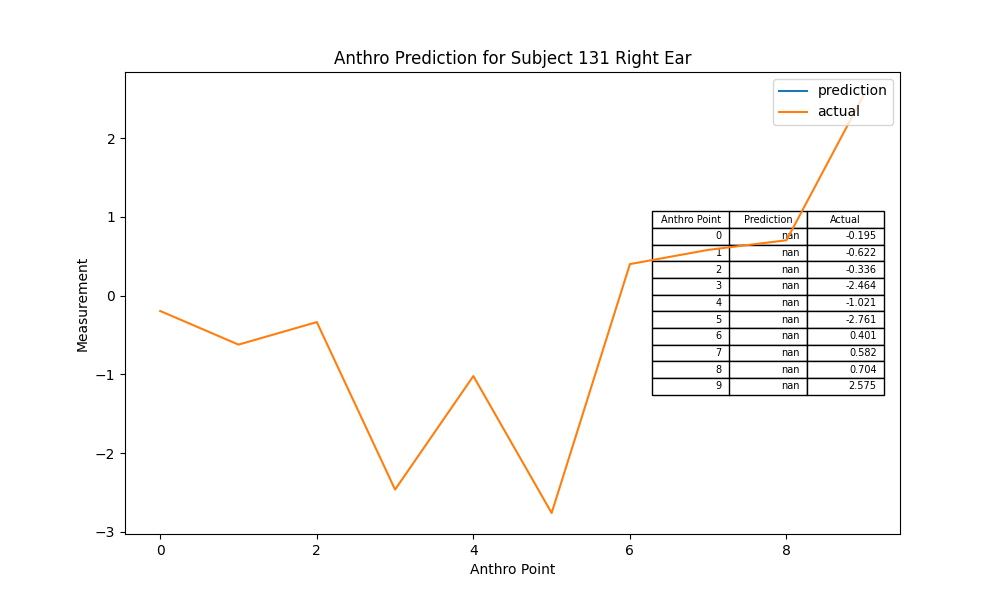 Anthro Prediction for Subject 131 Right Ear
prediction
actual
2
1
0
−1
−2
−3
Measurement
Anthro Point Prediction Actual
0 nan -0.195
1 nan -0.622
2 nan -0.336
3 nan -2.464
4 nan -1.021
5 nan -2.761
6 nan 0.401
7 nan 0.582
8 nan 0.704
9 nan 2.575
0 2 4 6 8
Anthro Point